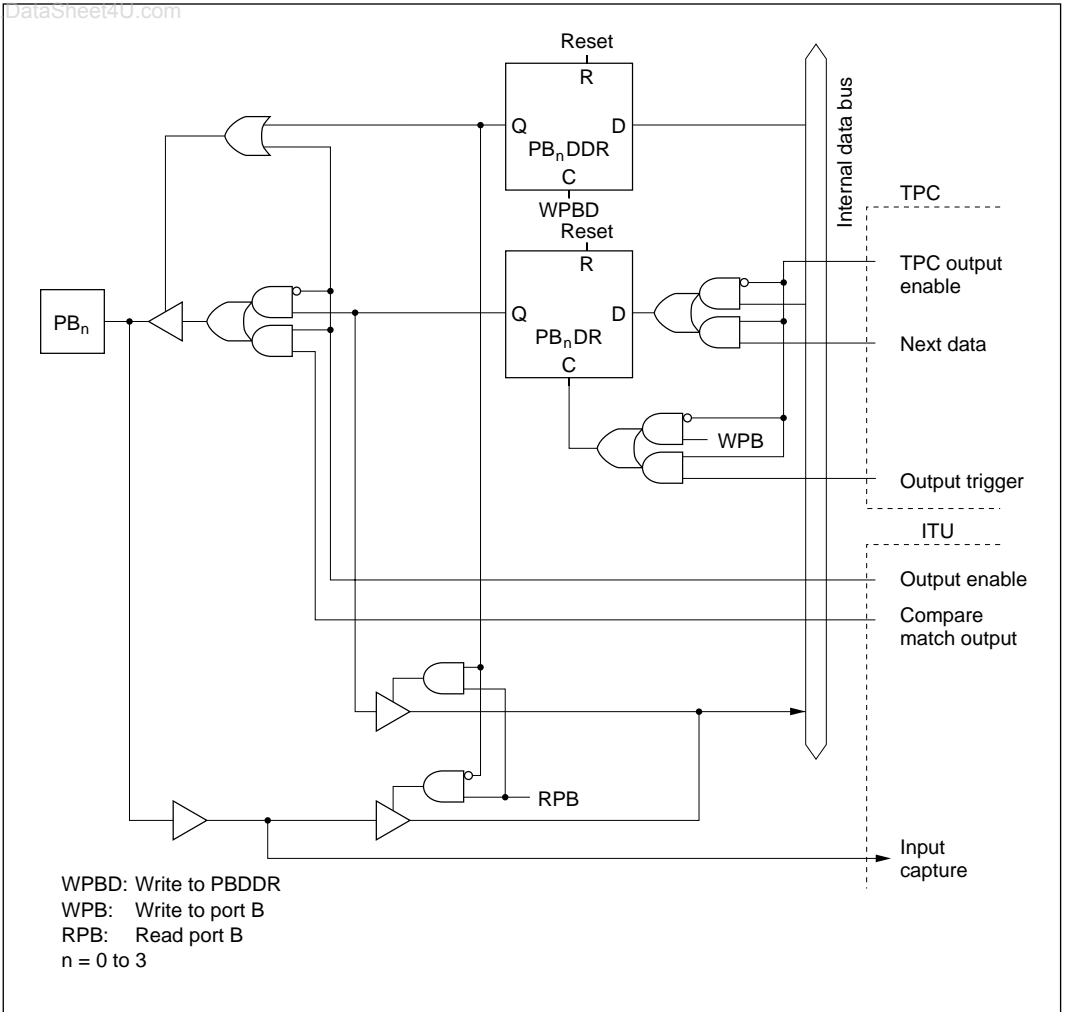 .DataSheet4U.com
Reset
R
Q
D
PBnDDR
C
WPBD
Reset
R
Q
D
PBnDR
C
PBn
Internal data bus
TPC
TPC output
enable
Next data
WPB
Output trigger
ITU
Output enable
Compare
match output
RPB
Input
capture
WPBD: Write to PBDDR
WPB: Write to port B
RPB: Read port B
n = 0 to 3